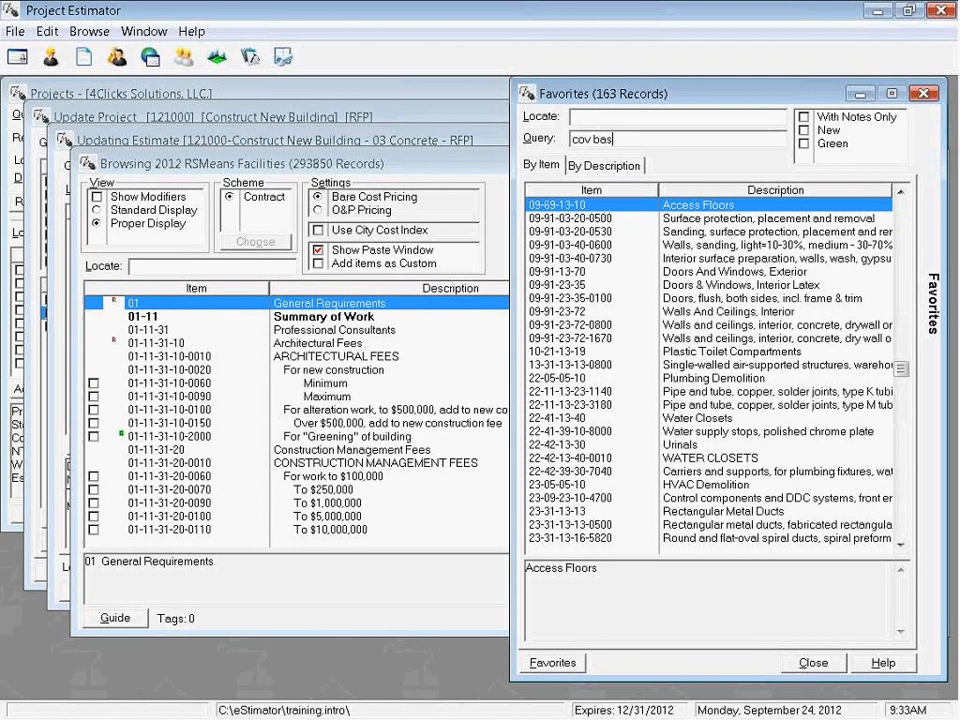 Project Estimator
File Edit Browse Window Help
Projects - [4Clicks Solutions, LLC.]
Update Project [121000] [Construct New Building] [RFP]
Updating Estimate [121000-Construct New Building - 03 Concrete - RFP]
Browsing 2012 RSMeans Facilities (293850 Records)
View
Show Modifiers
Standard Display
Proper Display
Scheme
Contract
Choose
Settings
Bare Cost Pricing
O&P Pricing
Use City Cost Index
Show Paste Window
Add items as Custom
Locate:
Item Description
01 General Requirements
01-11 Summary of Work
01-11-31 Professional Consultants
01-11-31-10 Architectural Fees
01-11-31-10-0010 ARCHITECTURAL FEES
01-11-31-10-0020 For new construction
01-11-31-10-0060 Minimum
01-11-31-10-0090 Maximum
01-11-31-10-0100 For alteration work, to $500,000, add to new co
01-11-31-10-0150 Over $500,000, add to new construction fee
01-11-31-10-2000 For "Greening" of building
01-11-31-20 Construction Management Fees
01-11-31-20-0010 CONSTRUCTION MANAGEMENT FEES
01-11-31-20-0060 For work to $100,000
01-11-31-20-0070 To $250,000
01-11-31-20-0090 To $1,000,000
01-11-31-20-0100 To $5,000,000
01-11-31-20-0110 To $10,000,000
01 General Requirements
Guide Tags: 0
Favorites (163 Records)
Locate:
Query: cov bas
With Notes Only
New
Green
By Item By Description
Item Description
09-69-13-10 Access Floors
09-91-03-20-0500 Surface protection, placement and removal
09-91-03-20-0530 Sanding, surface protection, placement and rer
09-91-03-40-0600 Walls, sanding, light=10-30%, medium - 30-70%
09-91-03-40-0730 Interior surface preparation, walls, wash, gypsu
09-91-13-70 Doors And Windows, Exterior
09-91-23-35 Doors & Windows, Interior Latex
09-91-23-35-0100 Doors, flush, both sides, incl. frame & trim
09-91-23-72 Walls And Ceilings, Interior
09-91-23-72-0800 Walls and ceilings, interior, concrete, drywall or
09-91-23-72-1670 Walls and ceilings, interior, concrete, drywall o
10-21-13-19 Plastic Toilet Compartments
13-31-13-13-0800 Single-walled air-supported structures, wareho
22-05-05-10 Plumbing Demolition
22-11-13-23-1140 Pipe and tube, copper, solder joints, type K tubi
22-11-13-23-3180 Pipe and tube, copper, solder joints, type M tub
22-41-13-40 Water Closets
22-41-39-10-8000 Water supply stops, polished chrome plate
22-42-13-30 Urinals
22-42-13-40-0010 WATER CLOSETS
22-42-39-30-7040 Carriers and supports, for plumbing fixtures, wat
23-05-05-10 HVAC Demolition
23-09-23-10-4700 Control components and DDC systems, front er
23-31-13-13 Rectangular Metal Ducts
23-31-13-13-0500 Rectangular metal ducts, fabricated rectangula
23-31-13-16-5820 Round and flat-oval spiral ducts, spiral preform
Access Floors
Favorites Close Help
Favorites
C:\eStimator\training.intro\ Expires: 12/31/2012 Monday, September 24, 2012 9:33AM